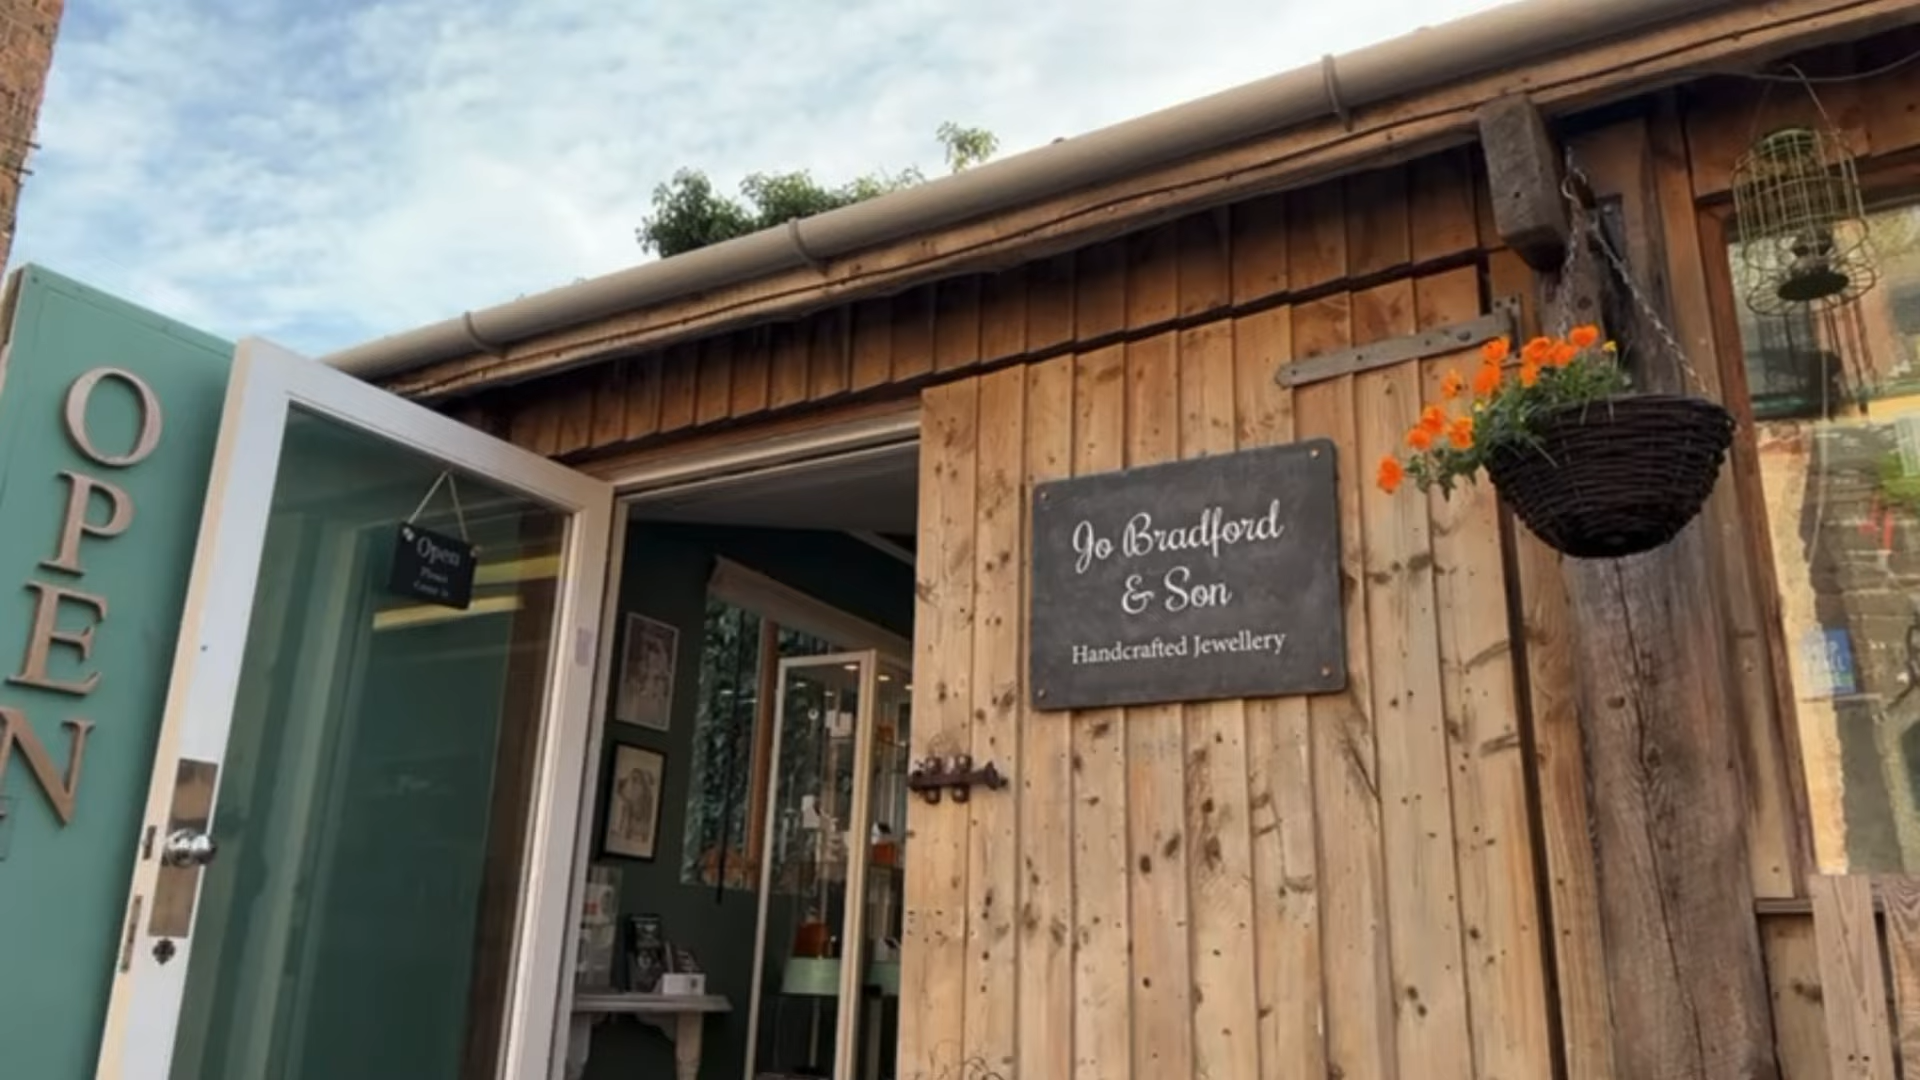 OPEN
Open
Please
Come In
Jo Bradford
& Son
Handcrafted Jewellery